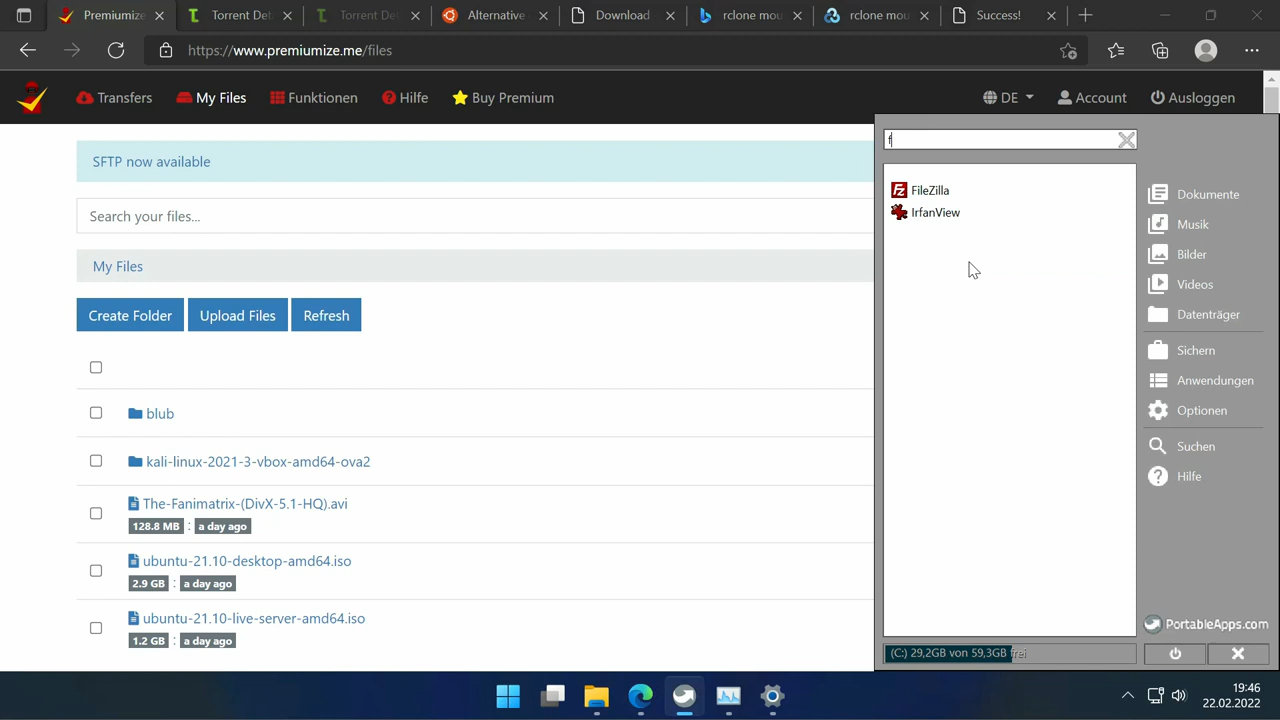 Premiumize
Torrent Det
Torrent Det
Alternative
Download
rclone mou
rclone mou
Success!
https://www.premiumize.me/files
Transfers
My Files
Funktionen
Hilfe
Buy Premium
DE
Account
Ausloggen
SFTP now available
Search your files...
My Files
Create Folder
Upload Files
Refresh
blub
kali-linux-2021-3-vbox-amd64-ova2
The-Fanimatrix-(DivX-5.1-HQ).avi
128.8 MB : a day ago
ubuntu-21.10-desktop-amd64.iso
2.9 GB : a day ago
ubuntu-21.10-live-server-amd64.iso
1.2 GB : a day ago
f
FileZilla
IrfanView
Dokumente
Musik
Bilder
Videos
Datenträger
Sichern
Anwendungen
Optionen
Suchen
Hilfe
PortableApps.com
(C:) 29,2GB von 59,3GB frei
19:46
22.02.2022